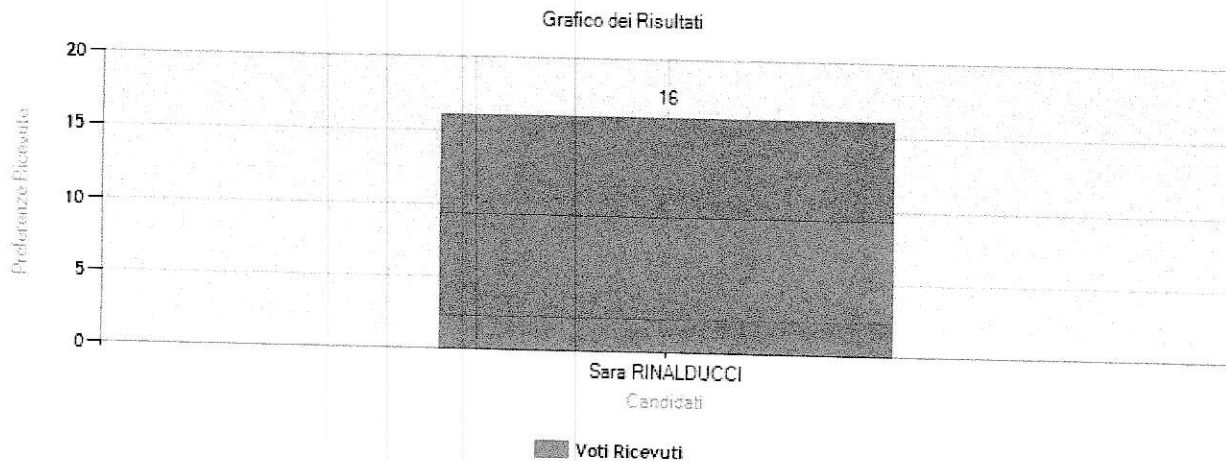 Grafico dei Risultati
20
15
10
5
0
Preferenze Ricevute
16
Sara RINALDUCCI
Candidati
Voti Ricevuti